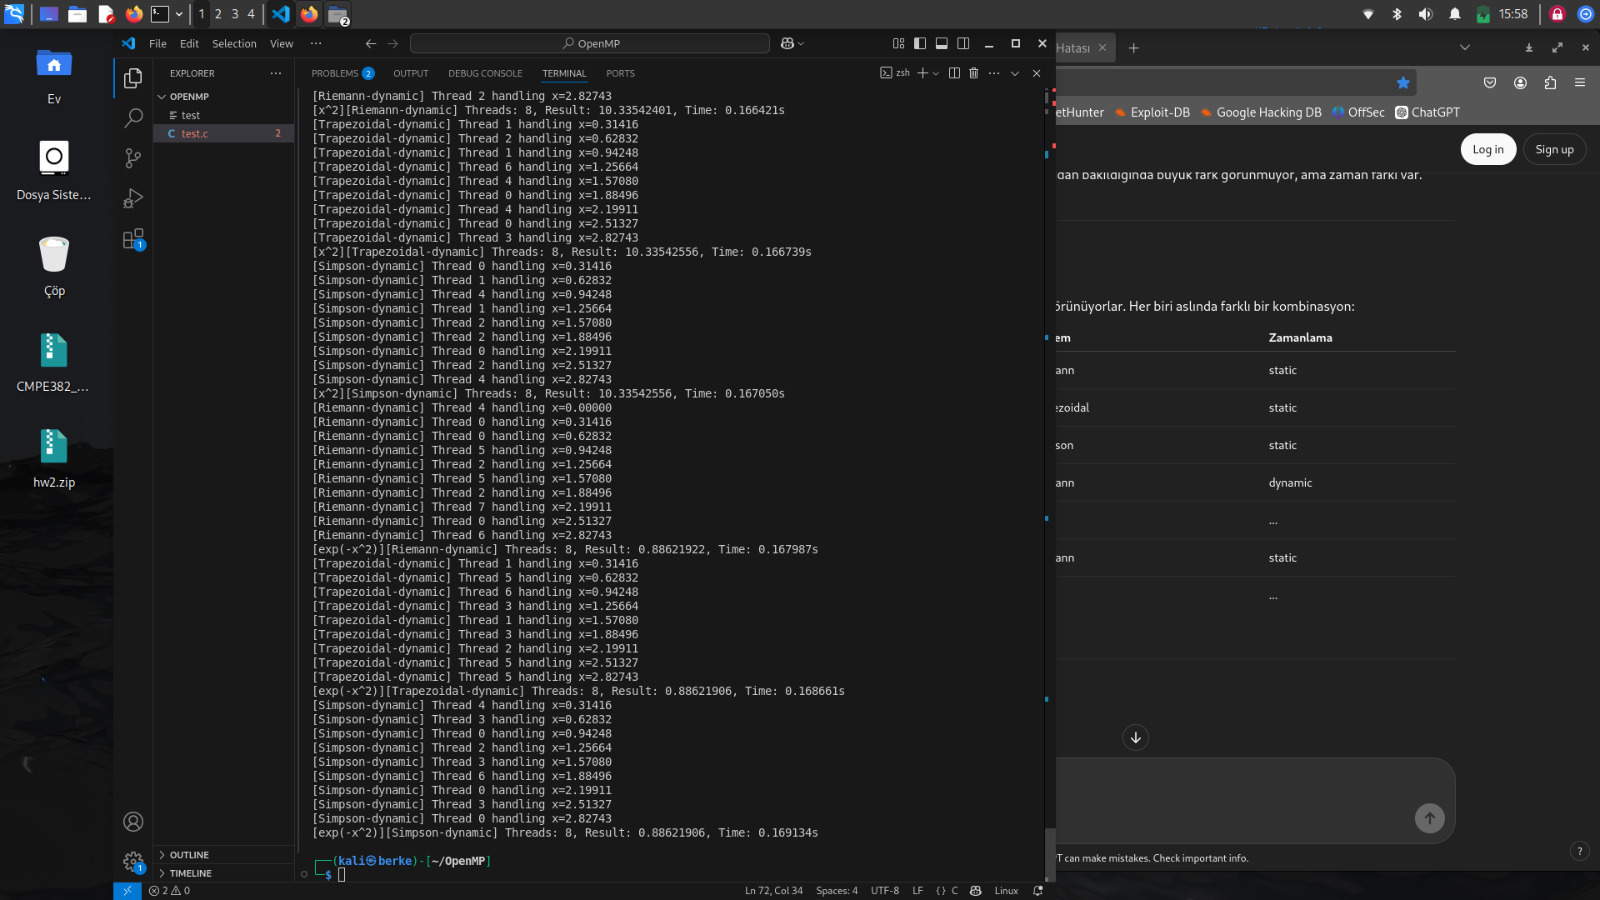 1 2 3 4
2
15:58
Ev
Dosya Siste...
Çöp
CMPE382_...
hw2.zip
File Edit Selection View ···
OpenMP
EXPLORER ···
OPENMP
test
C test.c 2
OUTLINE
TIMELINE
1
1
PROBLEMS 2 OUTPUT DEBUG CONSOLE TERMINAL PORTS
zsh
[Riemann-dynamic] Thread 2 handling x=2.82743
[x^2][Riemann-dynamic] Threads: 8, Result: 10.33542401, Time: 0.166421s
[Trapezoidal-dynamic] Thread 1 handling x=0.31416
[Trapezoidal-dynamic] Thread 2 handling x=0.62832
[Trapezoidal-dynamic] Thread 1 handling x=0.94248
[Trapezoidal-dynamic] Thread 6 handling x=1.25664
[Trapezoidal-dynamic] Thread 4 handling x=1.57080
[Trapezoidal-dynamic] Thread 0 handling x=1.88496
[Trapezoidal-dynamic] Thread 4 handling x=2.19911
[Trapezoidal-dynamic] Thread 0 handling x=2.51327
[Trapezoidal-dynamic] Thread 3 handling x=2.82743
[x^2][Trapezoidal-dynamic] Threads: 8, Result: 10.33542556, Time: 0.166739s
[Simpson-dynamic] Thread 0 handling x=0.31416
[Simpson-dynamic] Thread 1 handling x=0.62832
[Simpson-dynamic] Thread 4 handling x=0.94248
[Simpson-dynamic] Thread 1 handling x=1.25664
[Simpson-dynamic] Thread 2 handling x=1.57080
[Simpson-dynamic] Thread 2 handling x=1.88496
[Simpson-dynamic] Thread 0 handling x=2.19911
[Simpson-dynamic] Thread 2 handling x=2.51327
[Simpson-dynamic] Thread 4 handling x=2.82743
[x^2][Simpson-dynamic] Threads: 8, Result: 10.33542556, Time: 0.167050s
[Riemann-dynamic] Thread 4 handling x=0.00000
[Riemann-dynamic] Thread 0 handling x=0.31416
[Riemann-dynamic] Thread 0 handling x=0.62832
[Riemann-dynamic] Thread 5 handling x=0.94248
[Riemann-dynamic] Thread 2 handling x=1.25664
[Riemann-dynamic] Thread 5 handling x=1.57080
[Riemann-dynamic] Thread 2 handling x=1.88496
[Riemann-dynamic] Thread 7 handling x=2.19911
[Riemann-dynamic] Thread 0 handling x=2.51327
[Riemann-dynamic] Thread 6 handling x=2.82743
[exp(-x^2)][Riemann-dynamic] Threads: 8, Result: 0.88621922, Time: 0.167987s
[Trapezoidal-dynamic] Thread 1 handling x=0.31416
[Trapezoidal-dynamic] Thread 5 handling x=0.62832
[Trapezoidal-dynamic] Thread 6 handling x=0.94248
[Trapezoidal-dynamic] Thread 3 handling x=1.25664
[Trapezoidal-dynamic] Thread 1 handling x=1.57080
[Trapezoidal-dynamic] Thread 3 handling x=1.88496
[Trapezoidal-dynamic] Thread 2 handling x=2.19911
[Trapezoidal-dynamic] Thread 5 handling x=2.51327
[Trapezoidal-dynamic] Thread 5 handling x=2.82743
[exp(-x^2)][Trapezoidal-dynamic] Threads: 8, Result: 0.88621906, Time: 0.168661s
[Simpson-dynamic] Thread 4 handling x=0.31416
[Simpson-dynamic] Thread 3 handling x=0.62832
[Simpson-dynamic] Thread 0 handling x=0.94248
[Simpson-dynamic] Thread 2 handling x=1.25664
[Simpson-dynamic] Thread 3 handling x=1.57080
[Simpson-dynamic] Thread 6 handling x=1.88496
[Simpson-dynamic] Thread 0 handling x=2.19911
[Simpson-dynamic] Thread 3 handling x=2.51327
[Simpson-dynamic] Thread 0 handling x=2.82743
[exp(-x^2)][Simpson-dynamic] Threads: 8, Result: 0.88621906, Time: 0.169134s
(kali㉿berke)-[~/OpenMP]
$
2 0
Ln 72, Col 34 Spaces: 4 UTF-8 LF {} C Linux
Hatası
etHunter Exploit-DB Google Hacking DB OffSec ChatGPT
Log in Sign up
dan bakıldığında büyük fark görünmüyor, ama zaman farkı var.
örünüyorlar. Her biri aslında farklı bir kombinasyon:
em Zamanlama
ann static
ezoidal static
son static
ann dynamic
...
ann static
...
T can make mistakes. Check important info.
?